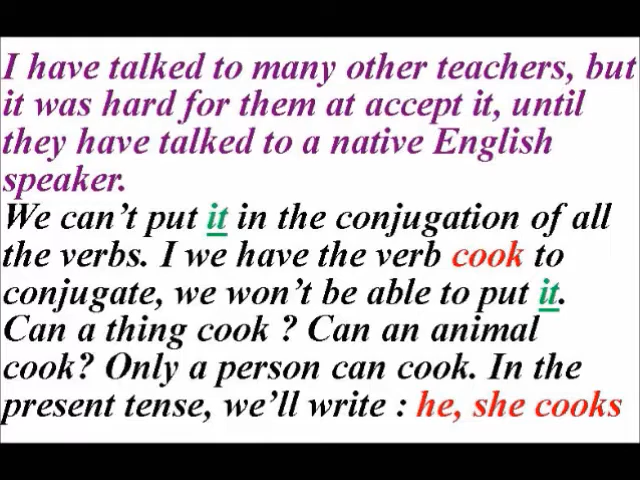 I have talked to many other teachers, but
it was hard for them at accept it, until
they have talked to a native English
speaker.
We can't put it in the conjugation of all
the verbs. I we have the verb cook to
conjugate, we won't be able to put it.
Can a thing cook ? Can an animal
cook? Only a person can cook. In the
present tense, we'll write : he, she cooks